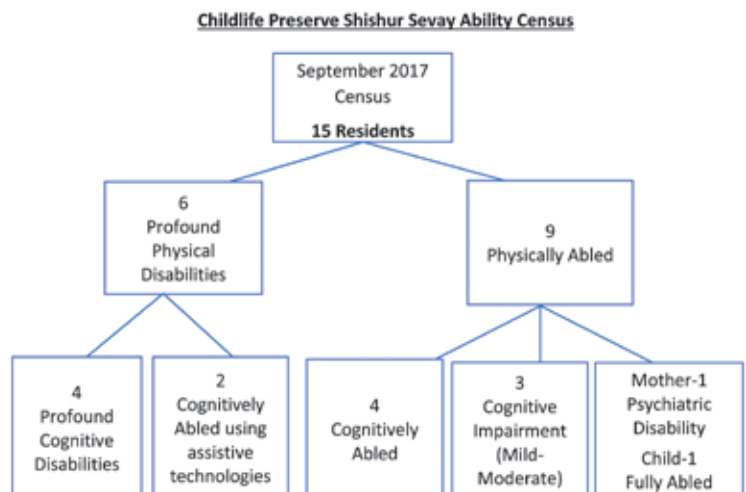 Childlife Preserve Shishur Sevay Ability Census
September 2017
Census
15 Residents
6
Profound
Physical
Disabilities
9
Physically Abled
4
Profound
Cognitive
Disabilities
2
Cognitively
Abled using
assistive
technologies
4
Cognitively
Abled
3
Cognitive
Impairment
(Mild-
Moderate)
Mother-1
Psychiatric
Disability
Child-1
Fully Abled